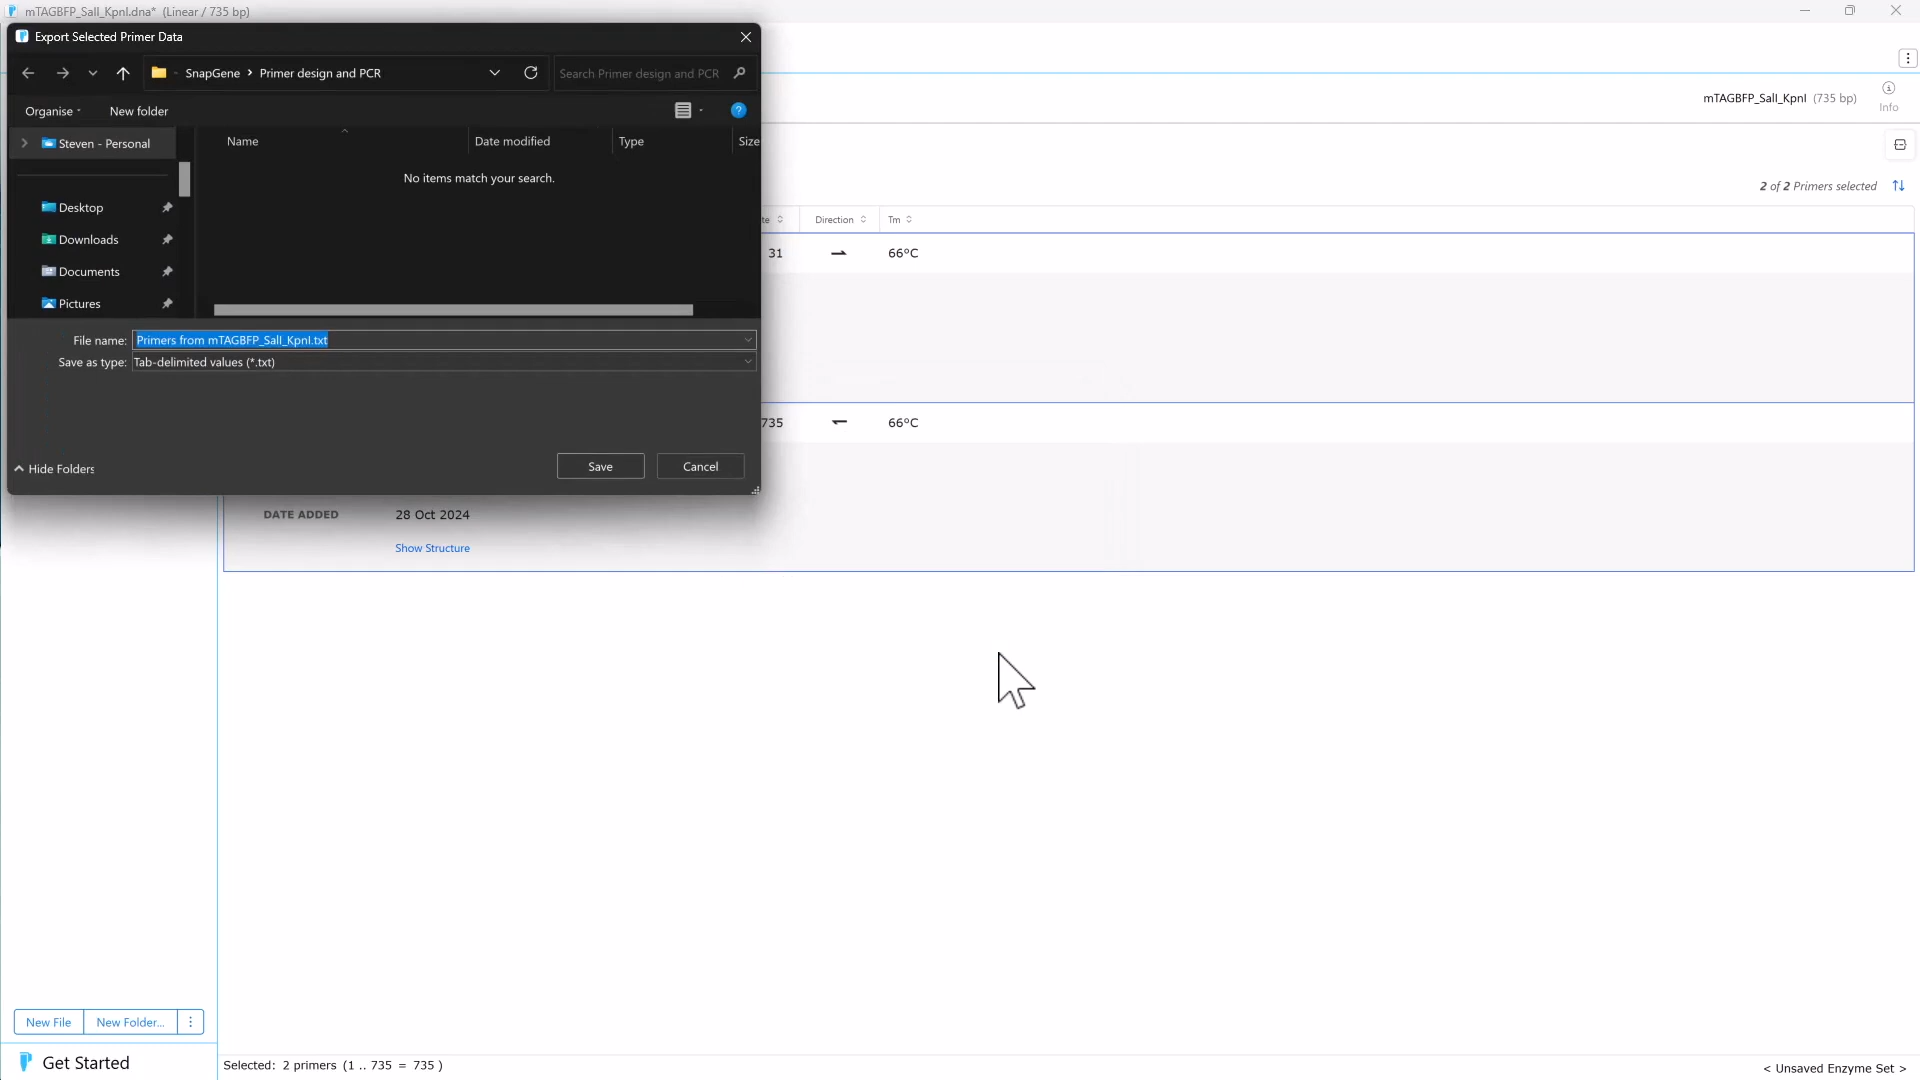 mTAGBFP_SalI_KpnI.dna* (Linear / 735 bp)
Export Selected Primer Data
SnapGene > Primer design and PCR
Search Primer design and PCR
Organise
New folder
Steven - Personal
Desktop
Downloads
Documents
Pictures
Name
Date modified
Type
Size
No items match your search.
File name: Primers from mTAGBFP_SalI_KpnI.txt
Save as type: Tab-delimited values (*.txt)
Hide Folders
Save
Cancel
mTAGBFP_SalI_KpnI (735 bp)
Info
2 of 2 Primers selected
Direction
Tm
31
66°C
735
66°C
DATE ADDED
28 Oct 2024
Show Structure
New File
New Folder...
Get Started
Selected: 2 primers (1 .. 735 = 735 )
< Unsaved Enzyme Set >